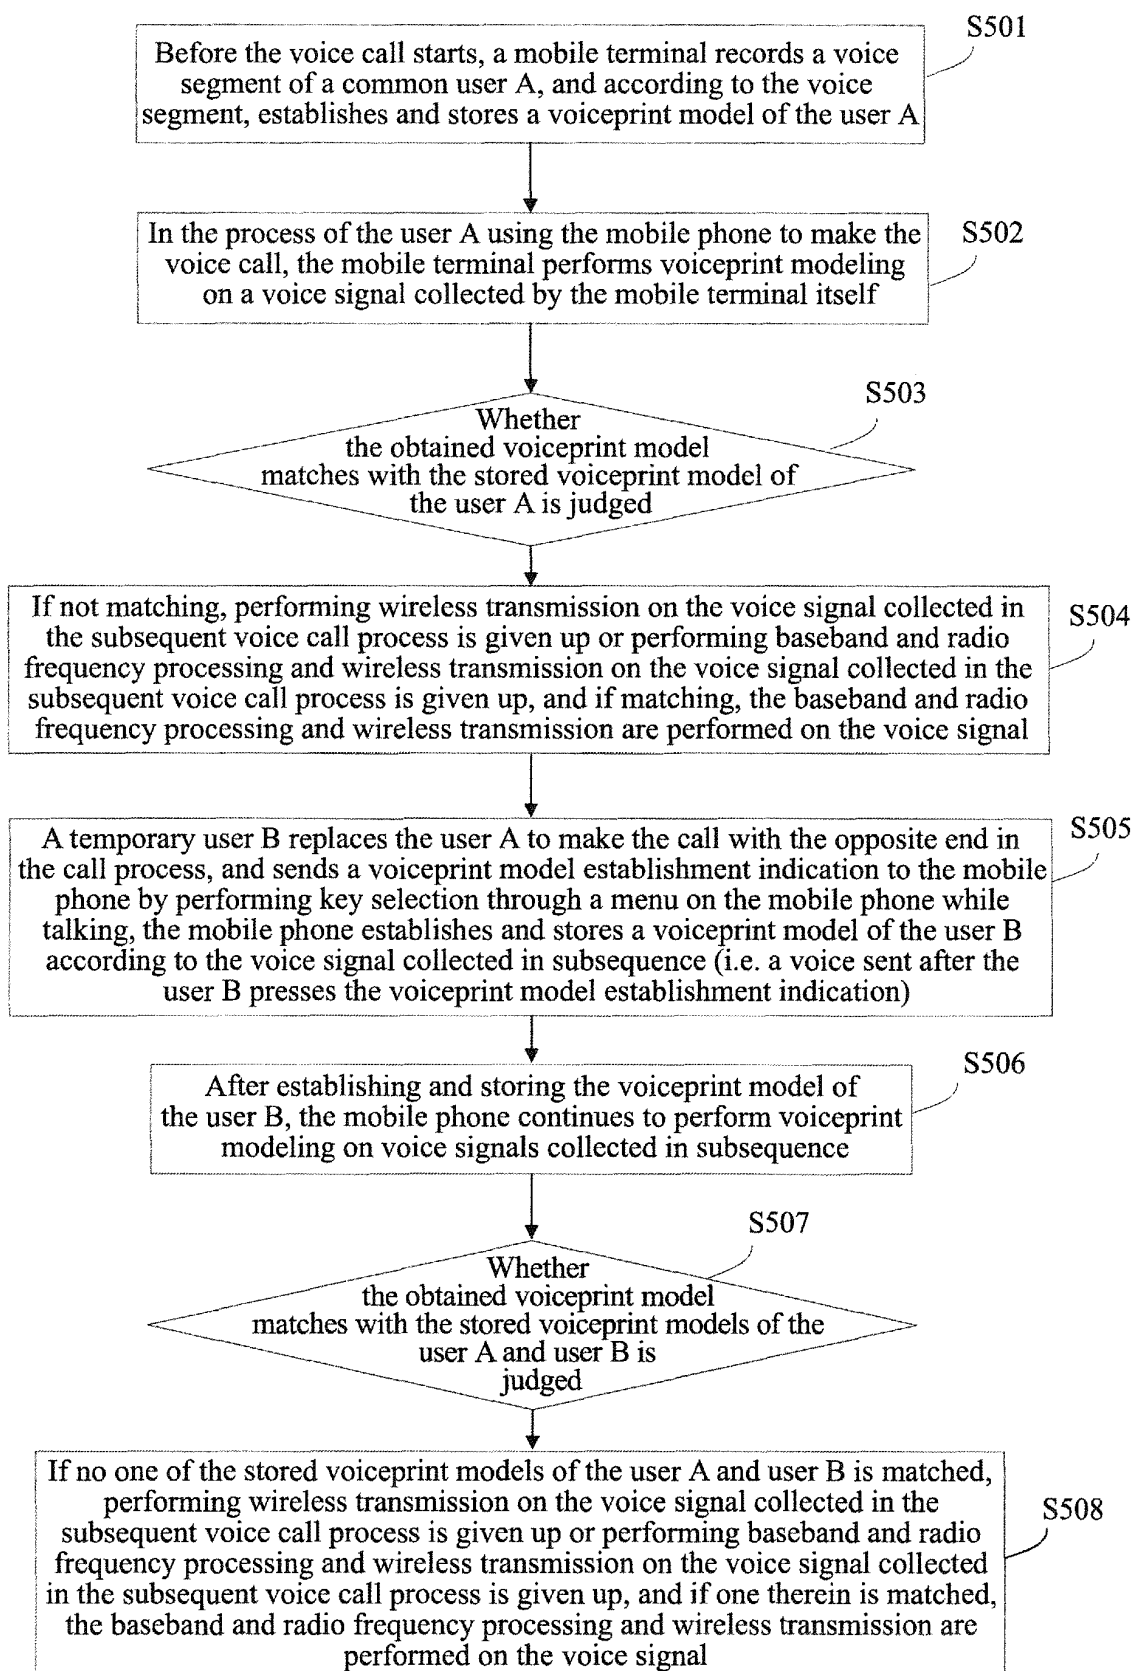 S501
Before the voice call starts, a mobile terminal records a voice
segment of a common user A, and according to the voice
segment, establishes and stores a voiceprint model of the user A
In the process of the user A using the mobile phone to make the
voice call, the mobile terminal performs voiceprint modeling
on a voice signal collected by the mobile terminal itself
S502
S503
Whether
the obtained voiceprint model
matches with the stored voiceprint model of
the user A is judged
If not matching, performing wireless transmission on the voice signal collected in
the subsequent voice call process is given up or performing baseband and radio
frequency processing and wireless transmission on the voice signal collected in the
subsequent voice call process is given up, and if matching, the baseband and radio
frequency processing and wireless transmission are performed on the voice signal
S504
A temporary user B replaces the user A to make the call with the opposite end in
the call process, and sends a voiceprint model establishment indication to the mobile
phone by performing key selection through a menu on the mobile phone while
talking, the mobile phone establishes and stores a voiceprint model of the user B
according to the voice signal collected in subsequence (i.e. a voice sent after the
user B presses the voiceprint model establishment indication)
S505
After establishing and storing the voiceprint model of
the user B, the mobile phone continues to perform voiceprint
modeling on voice signals collected in subsequence
S506
S507
Whether
the obtained voiceprint model
matches with the stored voiceprint models of the
user A and user B is
judged
If no one of the stored voiceprint models of the user A and user B is matched,
performing wireless transmission on the voice signal collected in the
subsequent voice call process is given up or performing baseband and radio
frequency processing and wireless transmission on the voice signal collected
in the subsequent voice call process is given up, and if one therein is matched,
the baseband and radio frequency processing and wireless transmission are
performed on the voice signal
S508